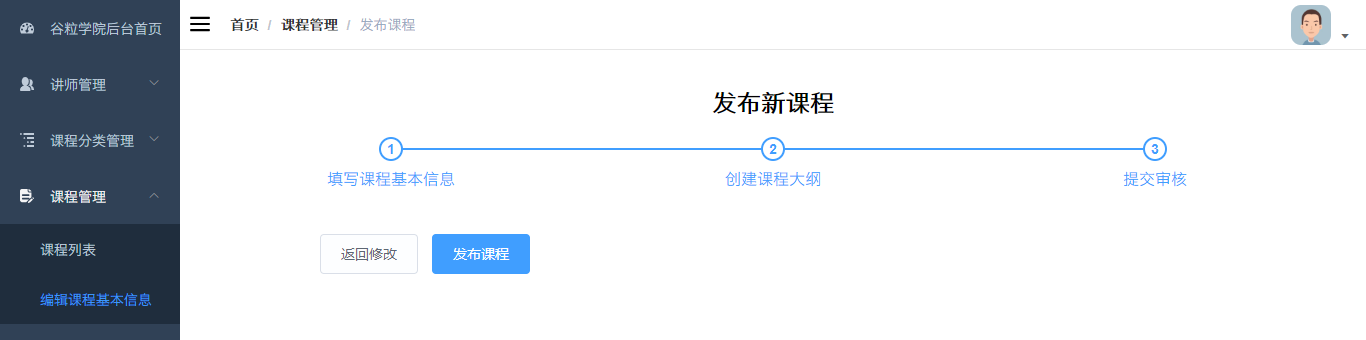 谷粒学院后台首页
讲师管理
课程分类管理
课程管理
课程列表
编辑课程基本信息
首页 / 课程管理 / 发布课程
发布新课程
1 2 3
填写课程基本信息 创建课程大纲 提交审核
返回修改 发布课程